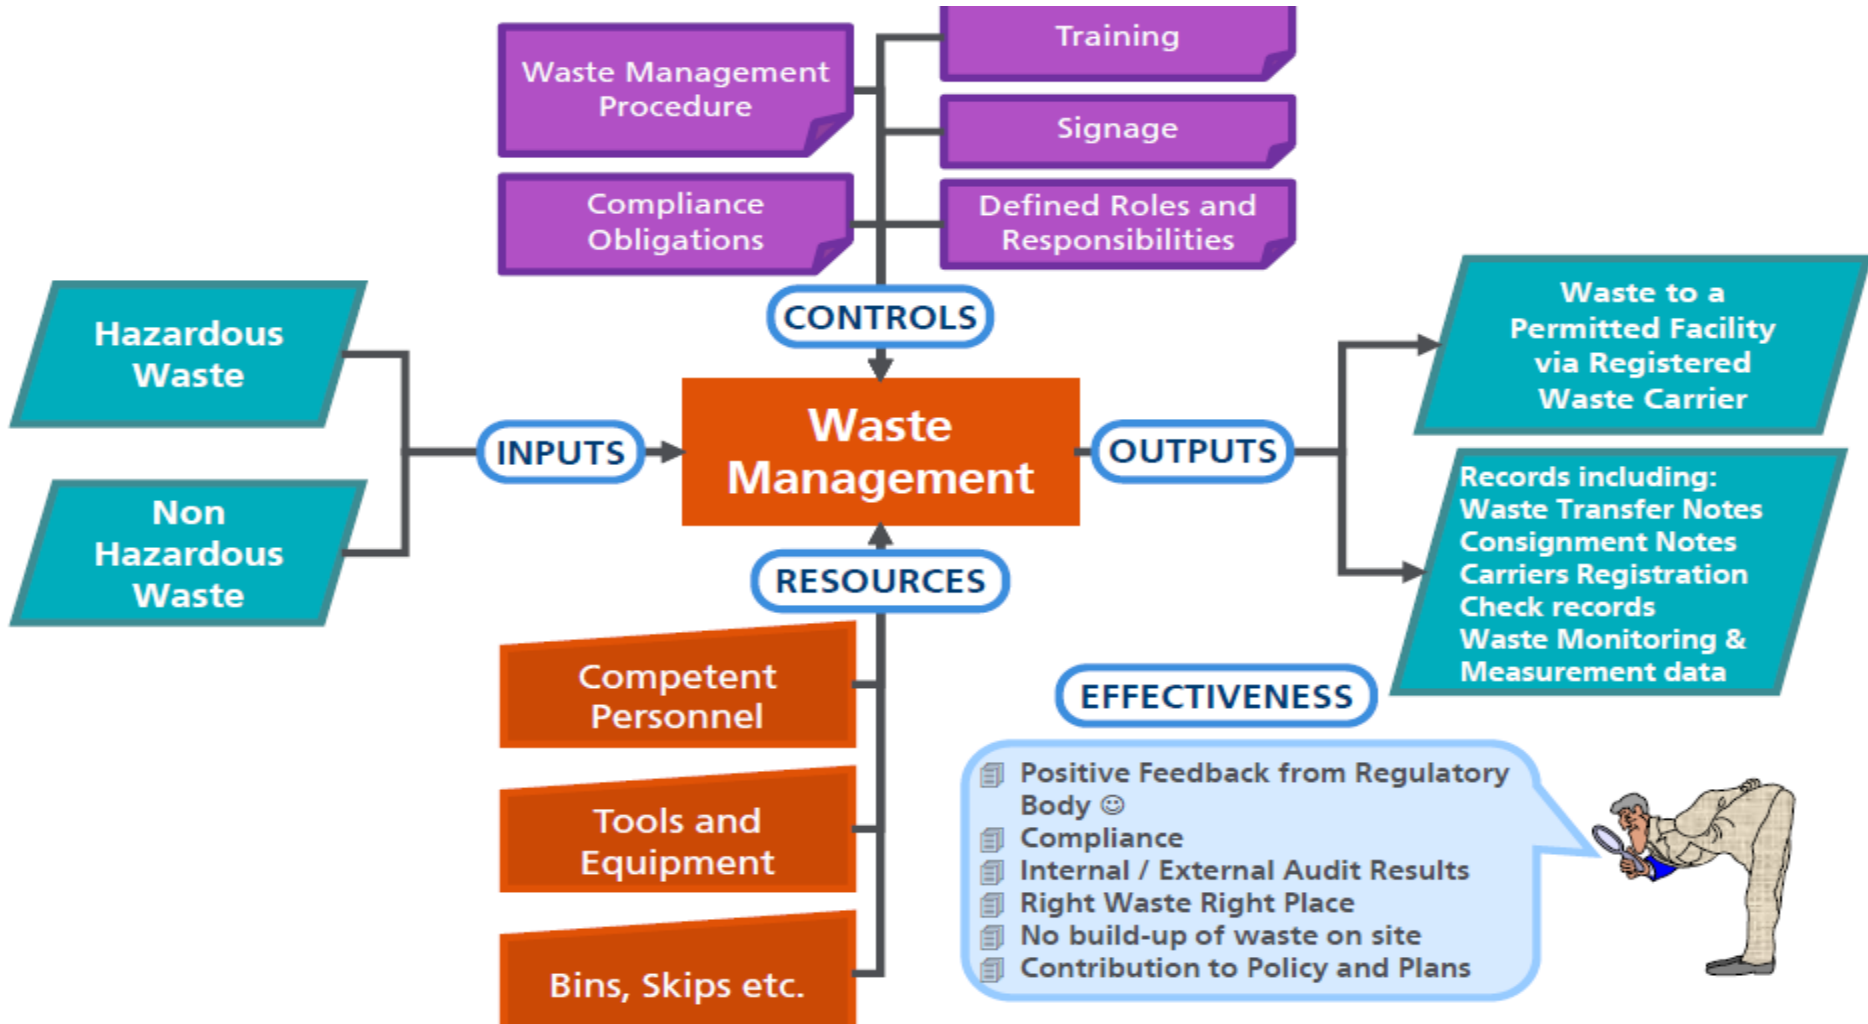 Waste Management
Procedure
Training
Signage
Compliance
Obligations
Defined Roles and
Responsibilities
CONTROLS
Hazardous
Waste
Non
Hazardous
Waste
INPUTS
Waste
Management
OUTPUTS
Waste to a
Permitted Facility
via Registered
Waste Carrier
Records including:
Waste Transfer Notes
Consignment Notes
Carriers Registration
Check records
Waste Monitoring &
Measurement data
RESOURCES
Competent
Personnel
Tools and
Equipment
Bins, Skips etc.
EFFECTIVENESS
Positive Feedback from Regulatory
Body ☺
Compliance
Internal / External Audit Results
Right Waste Right Place
No build-up of waste on site
Contribution to Policy and Plans